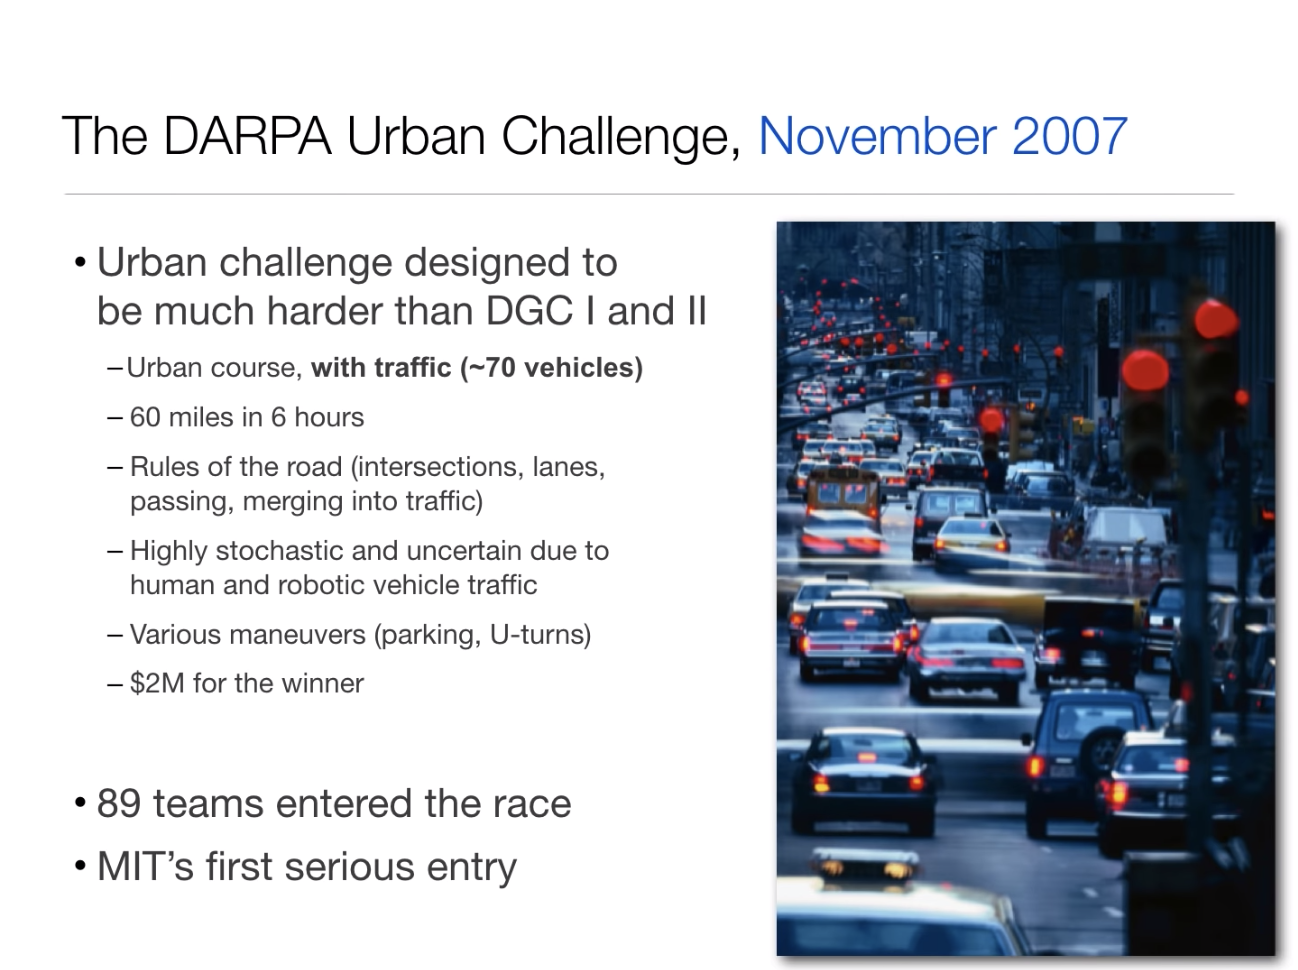 The DARPA Urban Challenge, November 2007
• Urban challenge designed to
be much harder than DGC I and II
– Urban course, with traffic (~70 vehicles)
– 60 miles in 6 hours
– Rules of the road (intersections, lanes,
passing, merging into traffic)
– Highly stochastic and uncertain due to
human and robotic vehicle traffic
– Various maneuvers (parking, U-turns)
– $2M for the winner
• 89 teams entered the race
• MIT’s first serious entry